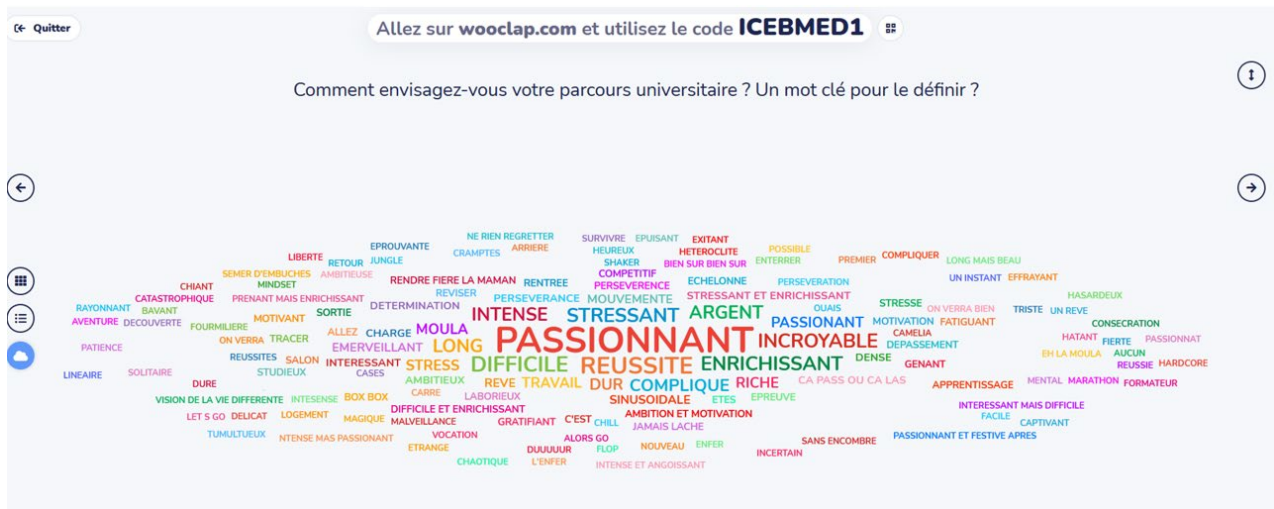 Quitter
Allez sur wooclap.com et utilisez le code ICEBMED1
Comment envisagez-vous votre parcours universitaire ? Un mot clé pour le définir ?
NE RIEN REGRETTER SURVIVRE EPUISANT EXITANT
EPROUVANTE CRAMPTES ARRIERE HEUREUX HETEROCLITE POSSIBLE
LIBERTE RETOUR JUNGLE SHAKER BIEN SUR BIEN SUR ENTERRER PREMIER COMPLIQUER LONG MAIS BEAU
SEMER D'EMBUCHES AMBITIEUSE COMPETITIF
CHIANT MINDSET RENDRE FIERE LA MAMAN RENTREE PERSEVERENCE ECHELONNE PERSEVERATION UN INSTANT EFFRAYANT
CATASTROPHIQUE PRENANT MAIS ENRICHISSANT REVISER PERSEVERANCE MOUVEMENTE STRESSANT ET ENRICHISSANT HASARDEUX
RAYONNANT BAVANT SORTIE DETERMINATION INTENSE STRESSANT ARGENT OUAIS STRESSE ON VERRA BIEN TRISTE UN REVE
AVENTURE DECOUVERTE FOURMILIERE MOTIVANT PASSIONANT MOTIVATION FATIGUANT CONSECRATION
ALLEZ CHARGE MOULA PASSIONNANT INCROYABLE CAMELIA
PATIENCE ON VERRA TRACER EMERVEILLANT LONG DEPASSEMENT HATANT FIERTE PASSIONNAT
REUSSITES SALON INTERESSANT STRESS DIFFICILE REUSSITE ENRICHISSANT DENSE GENANT EH LA MOULA AUCUN
LINEAIRE SOLITAIRE STUDIEUX CASES REUSSIE HARDCORE
DURE AMBITIEUX REVE TRAVAIL DUR COMPLIQUE RICHE CA PASS OU CA LAS APPRENTISSAGE MENTAL MARATHON FORMATEUR
VISION DE LA VIE DIFFERENTE INTESENSE BOX BOX CARRE LABORIEUX SINUSOIDALE ETES EPREUVE
LET S GO DELICAT LOGEMENT MAGIQUE DIFFICILE ET ENRICHISSANT AMBITION ET MOTIVATION INTERESSANT MAIS DIFFICILE
MALVEILLANCE GRATIFIANT C'EST CHILL JAMAIS LACHE FACILE CAPTIVANT
TUMULTUEUX NTENSE MAS PASSIONNANT VOCATION ALORS GO SANS ENCOMBRE PASSIONNANT ET FESTIVE APRES
ETRANGE DUUUUUR FLOP NOUVEAU ENFER INCERTAIN
CHAOTIQUE L'ENFER INTENSE ET ANGOISSANT